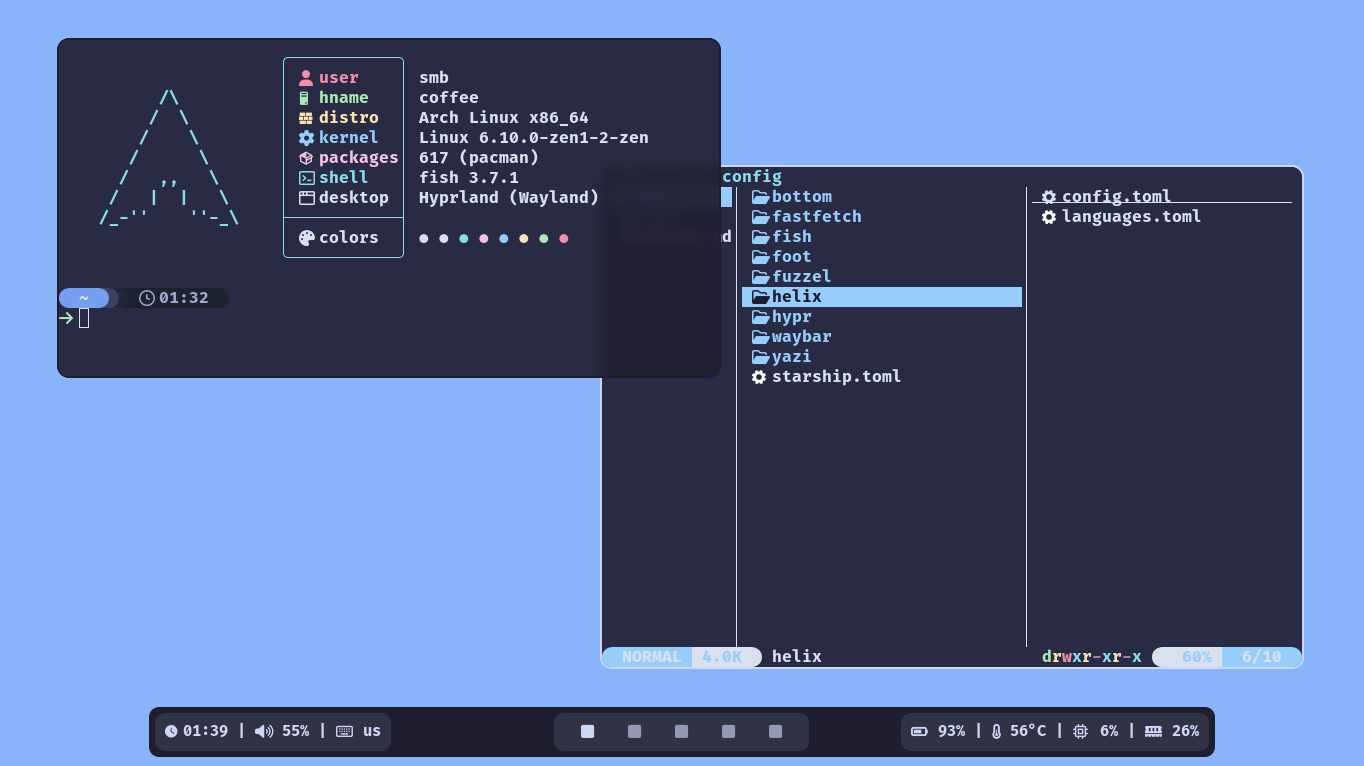 user smb
hname coffee
distro Arch Linux x86_64
kernel Linux 6.10.0-zen1-2-zen
packages 617 (pacman)
shell fish 3.7.1
desktop Hyprland (Wayland)
colors
~ 01:32
config
bottom
fastfetch
fish
foot
fuzzel
helix
hypr
waybar
yazi
starship.toml
config.toml
languages.toml
NORMAL 4.0K helix drwxr-xr-x 60% 6/10
01:39 | 55% | us
93% | 56°C | 6% | 26%